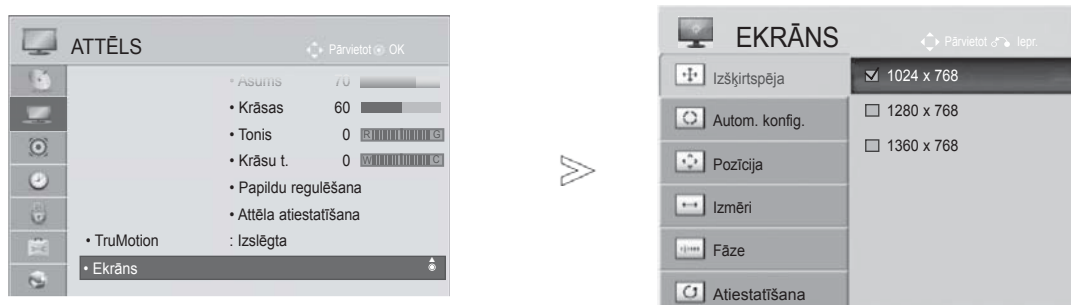 ATTĒLS
Pārvietot OK
• Asums 70
• Krāsas 60
• Tonis 0 R G
• Krāsu t. 0 W C
• Papildu regulēšana
• Attēla atiestatīšana
• TruMotion : Izslēgta
• Ekrāns
EKRĀNS
Pārvietot Iepr.
Izšķirtspēja
Autom. konfig.
Pozīcija
Izmēri
Fāze
Atiestatīšana
1024 x 768
1280 x 768
1360 x 768